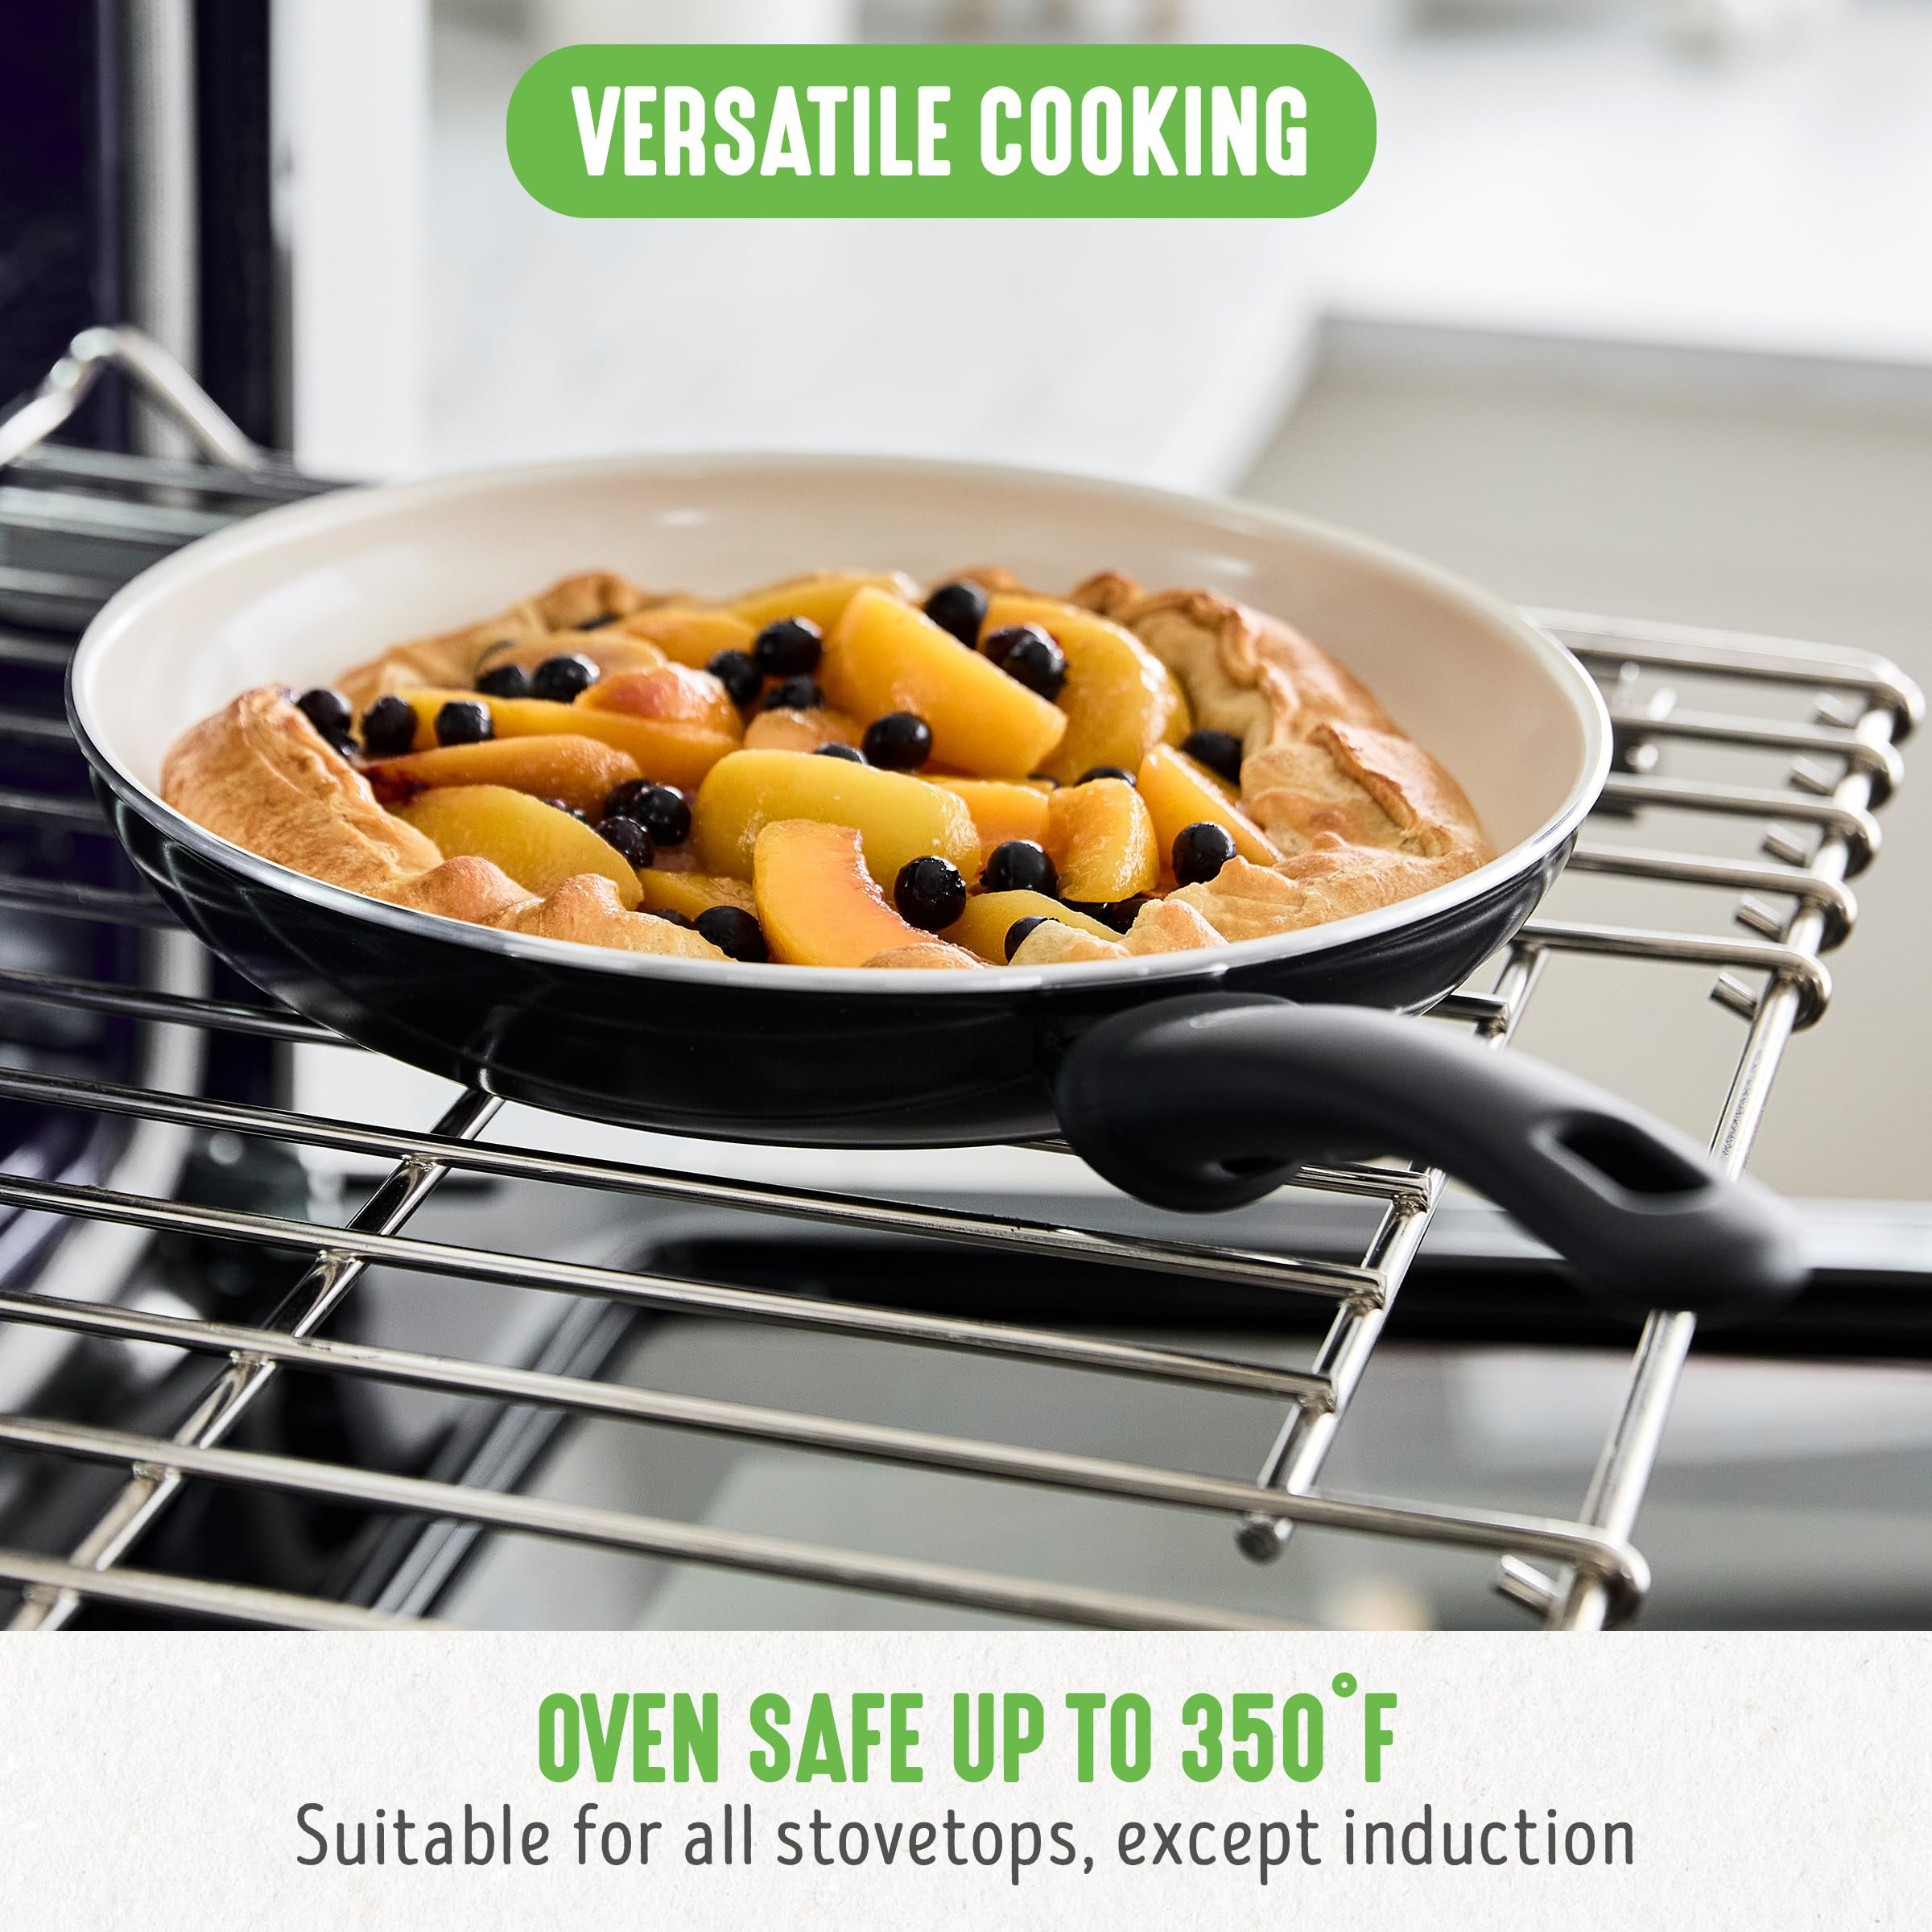 VERSATILE COOKING
OVEN SAFE UP TO 350°F
Suitable for all stovetops, except induction